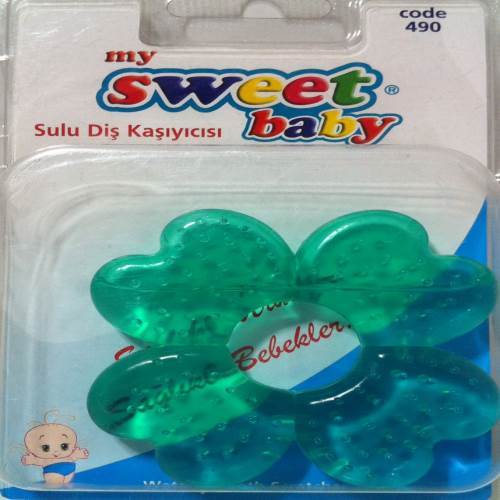 code
490
my
sweet®
baby
Sulu Diş Kaşıyıcısı
Bebekler